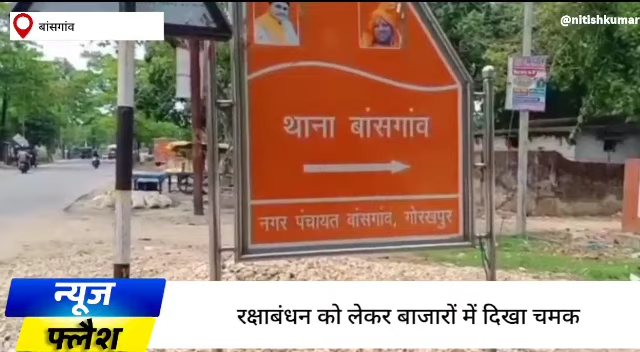 बांसगांव
@nitishkumar
थाना बांसगांव
नगर पंचायत बांसगांव, गोरखपुर
न्यूज
फ्लैश
रक्षाबंधन को लेकर बाजारों में दिखा चमक